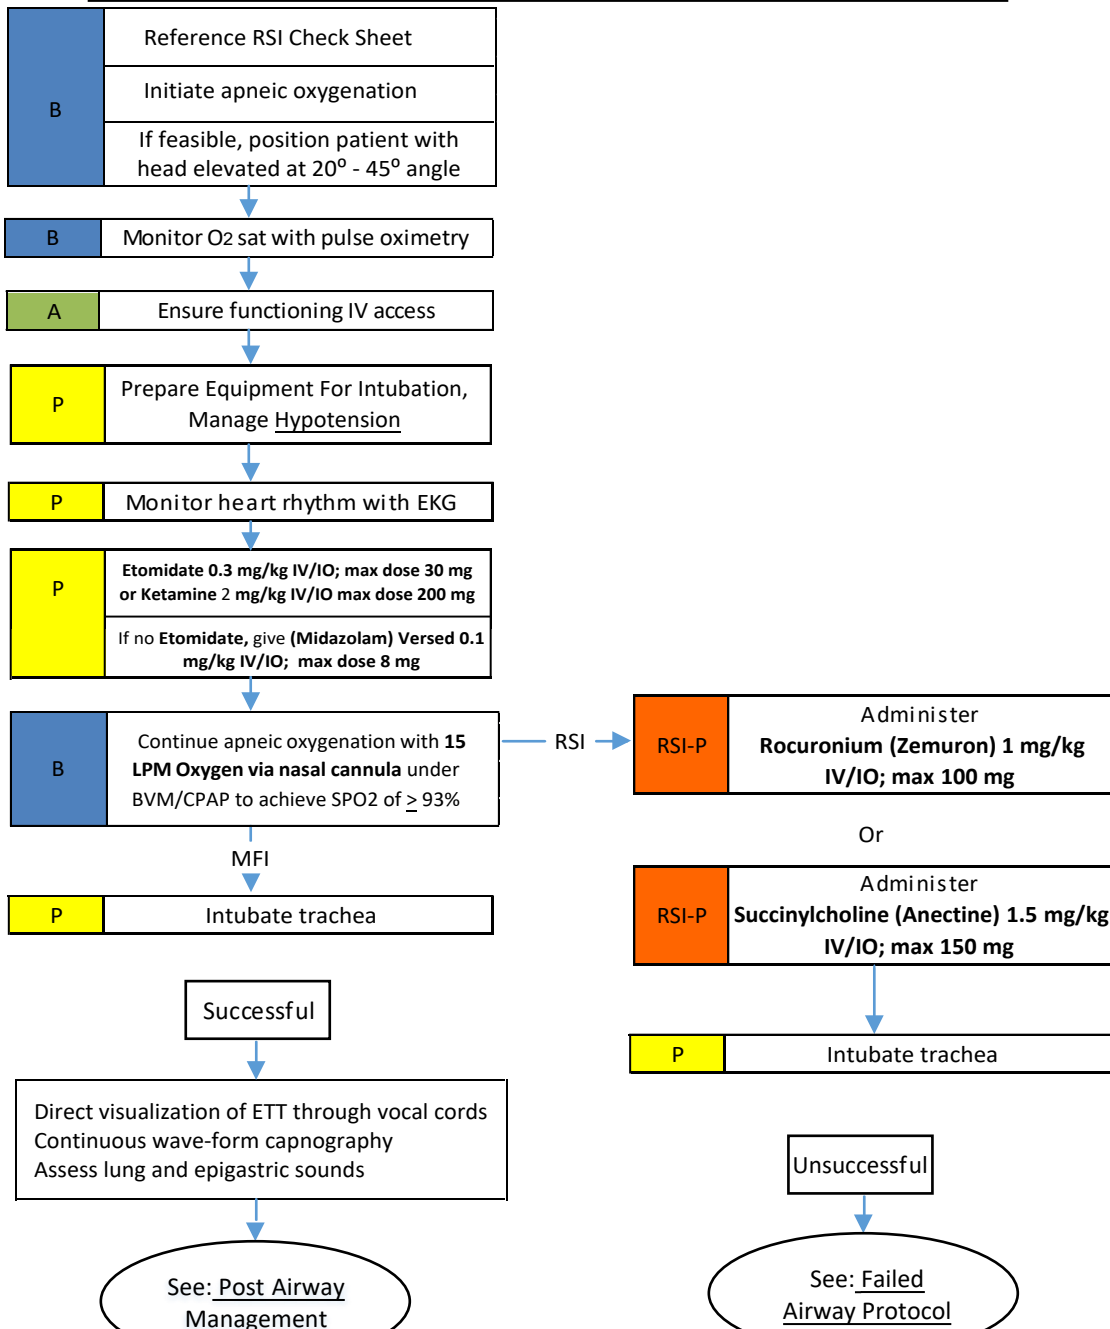 B
Reference RSI Check Sheet
Initiate apneic oxygenation
If feasible, position patient with
head elevated at 20⁰ - 45⁰ angle
B
Monitor O2 sat with pulse oximetry
A
Ensure functioning IV access
P
Prepare Equipment For Intubation,
Manage Hypotension
P
Monitor heart rhythm with EKG
P
Etomidate 0.3 mg/kg IV/IO; max dose 30 mg
or Ketamine 2 mg/kg IV/IO max dose 200 mg
If no Etomidate, give (Midazolam) Versed 0.1
mg/kg IV/IO; max dose 8 mg
B
Continue apneic oxygenation with 15
LPM Oxygen via nasal cannula under
BVM/CPAP to achieve SPO2 of > 93%
RSI
RSI-P
Administer
Rocuronium (Zemuron) 1 mg/kg
IV/IO; max 100 mg
Or
RSI-P
Administer
Succinylcholine (Anectine) 1.5 mg/kg
IV/IO; max 150 mg
P
Intubate trachea
MFI
P
Intubate trachea
Successful
Direct visualization of ETT through vocal cords
Continuous wave-form capnography
Assess lung and epigastric sounds
See: Post Airway
Management
Unsuccessful
See: Failed
Airway Protocol